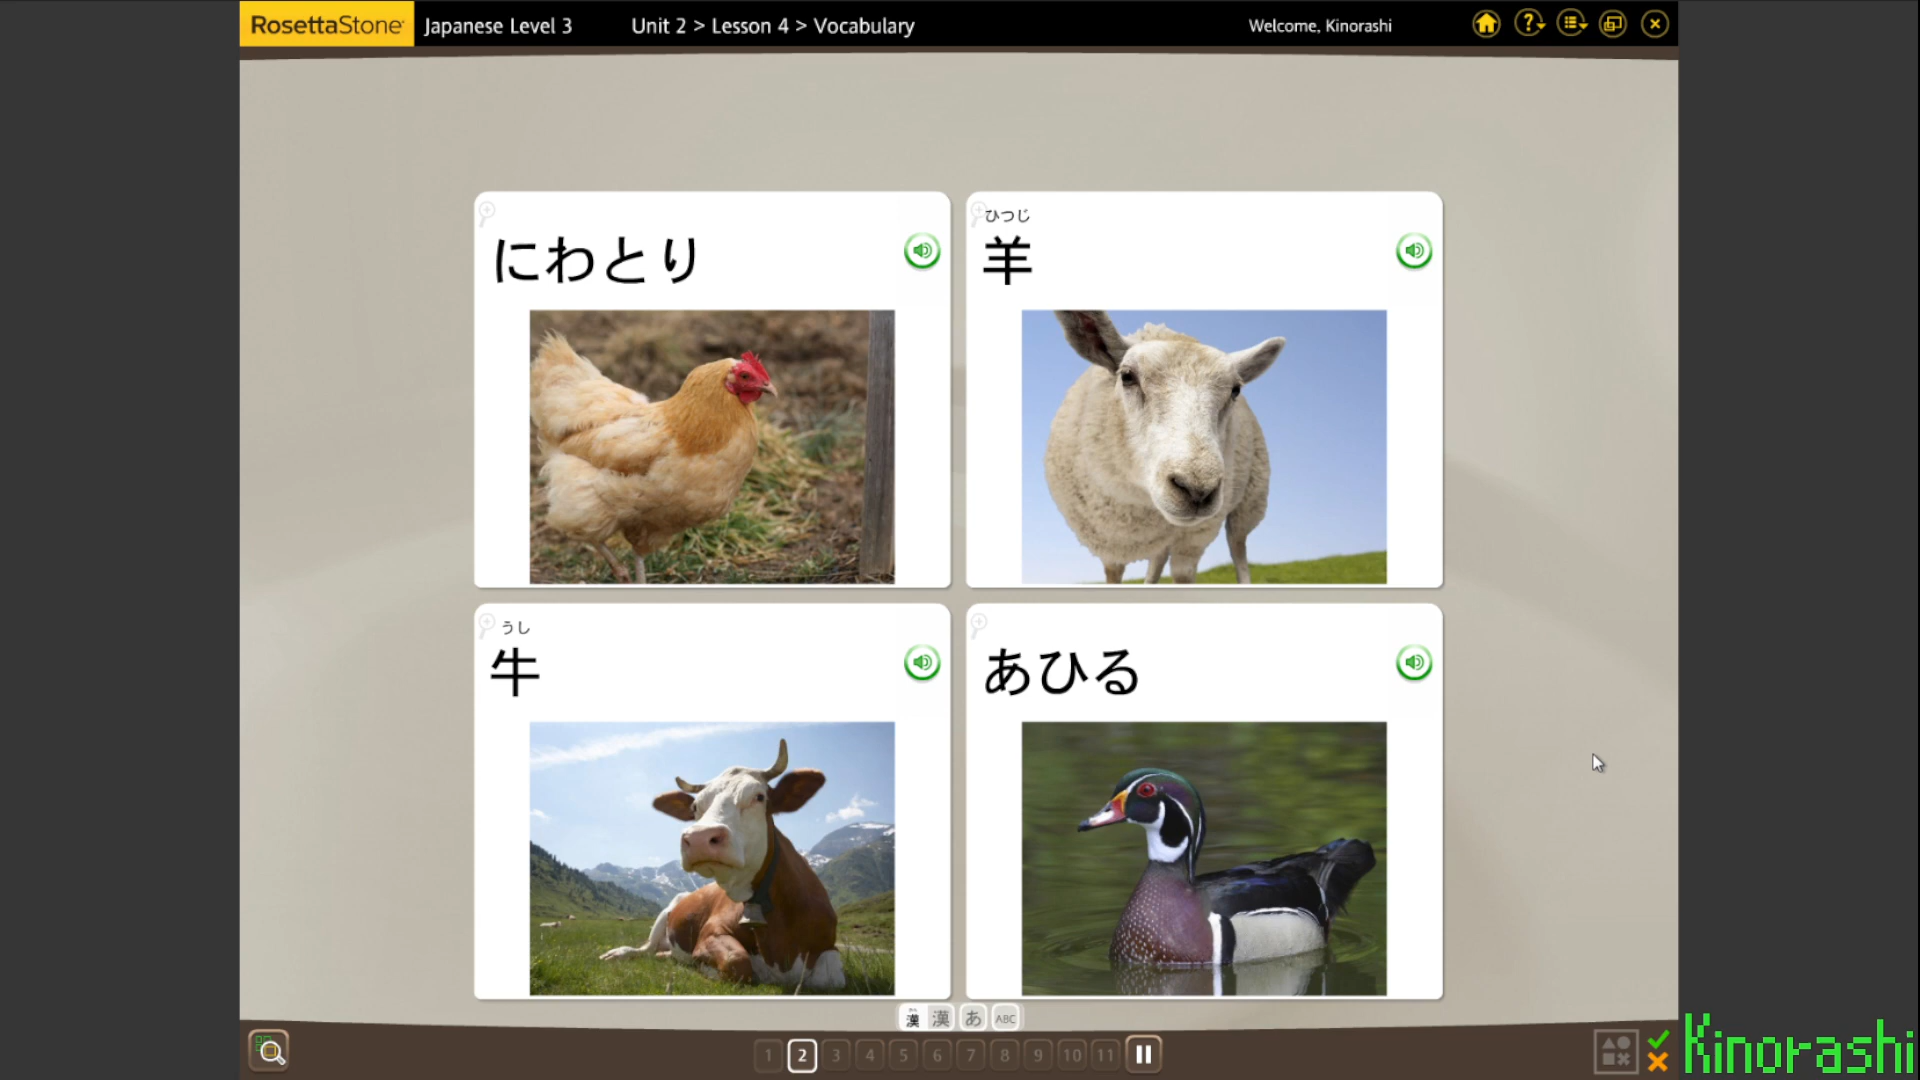 RosettaStone Japanese Level 3 Unit 2 > Lesson 4 > Vocabulary Welcome, Kinorashi
にわとり
ひつじ
羊
うし
牛
あひる
漢 漢 あ ABC
1 2 3 4 5 6 7 8 9 10 11
Kinorashi